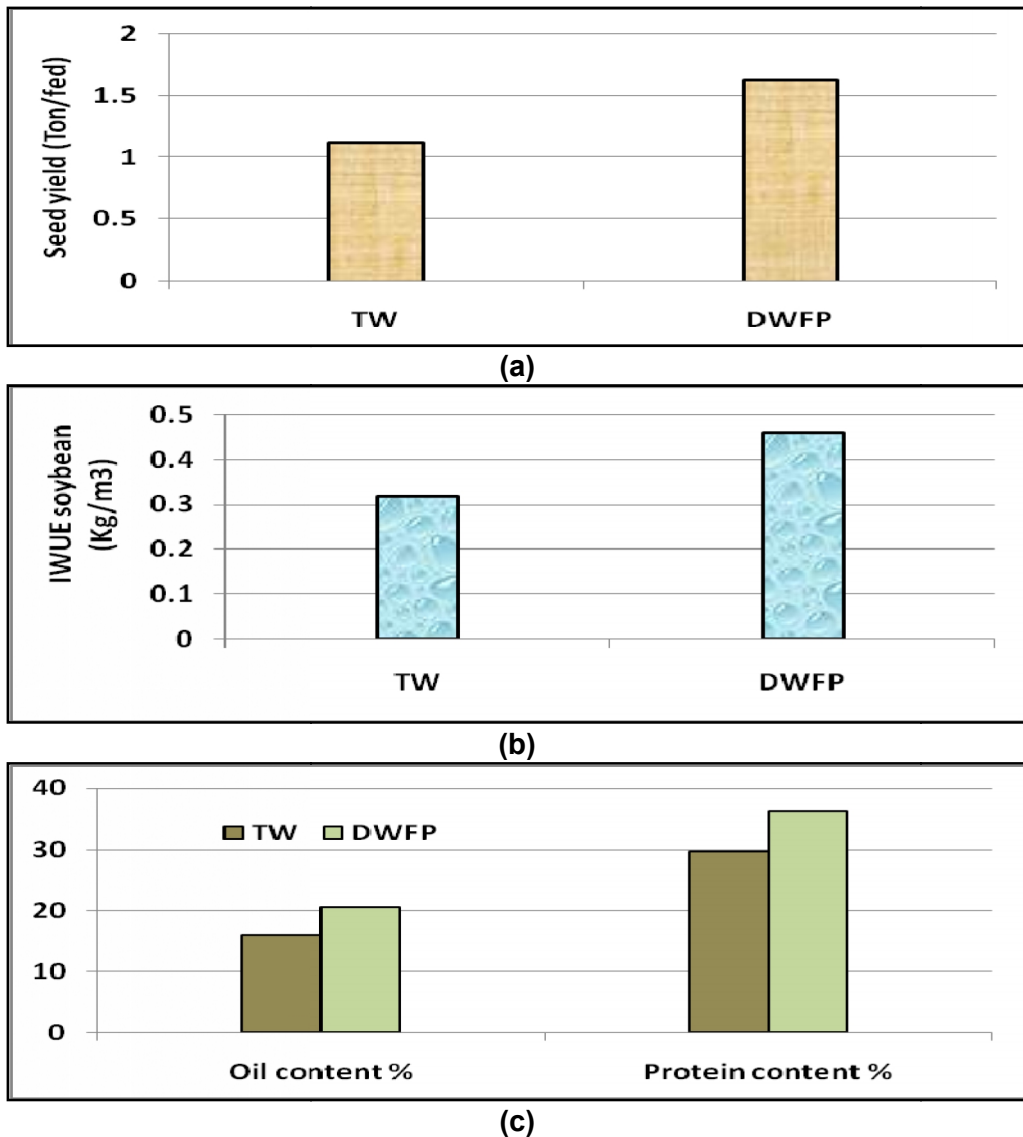 2
1.5
1
0.5
0
Seed yield (Ton/fed)
TW DWFP
(a)
0.5
0.4
0.3
0.2
0.1
0
IWUE soybean
(Kg/m3)
TW DWFP
(b)
40
30
20
10
0
TW DWFP
Oil content % Protein content %
(c)